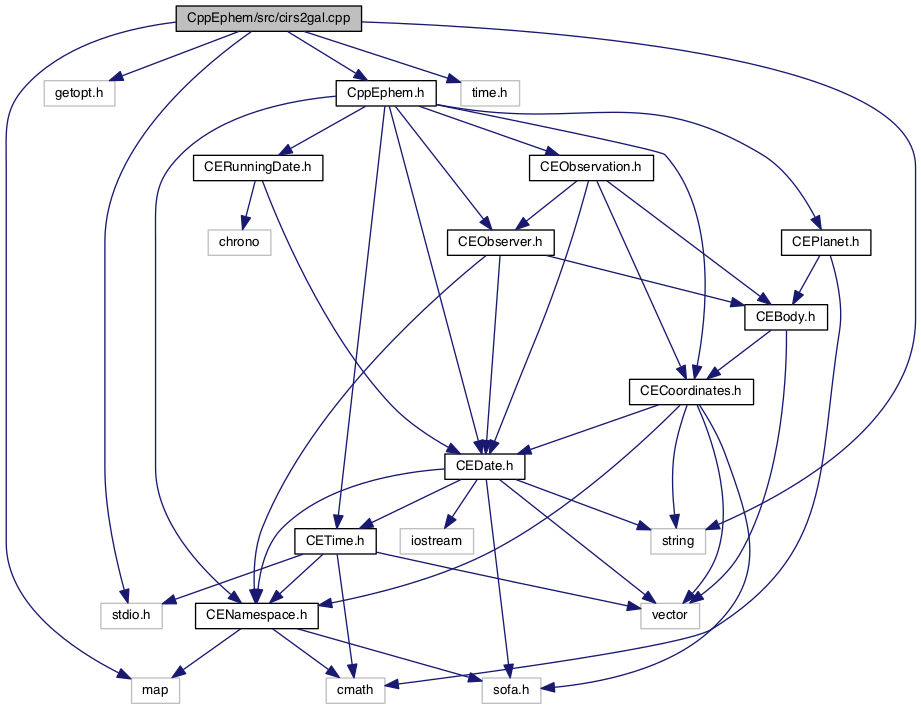 CppEphem/src/cirs2gal.cpp
getopt.h
CppEphem.h
time.h
CERunningDate.h
CEObservation.h
chrono
CEObserver.h
CEPlanet.h
CEBody.h
CECoordinates.h
CEDate.h
CETime.h
iostream
string
stdio.h
CENamespace.h
vector
map
cmath
sofa.h